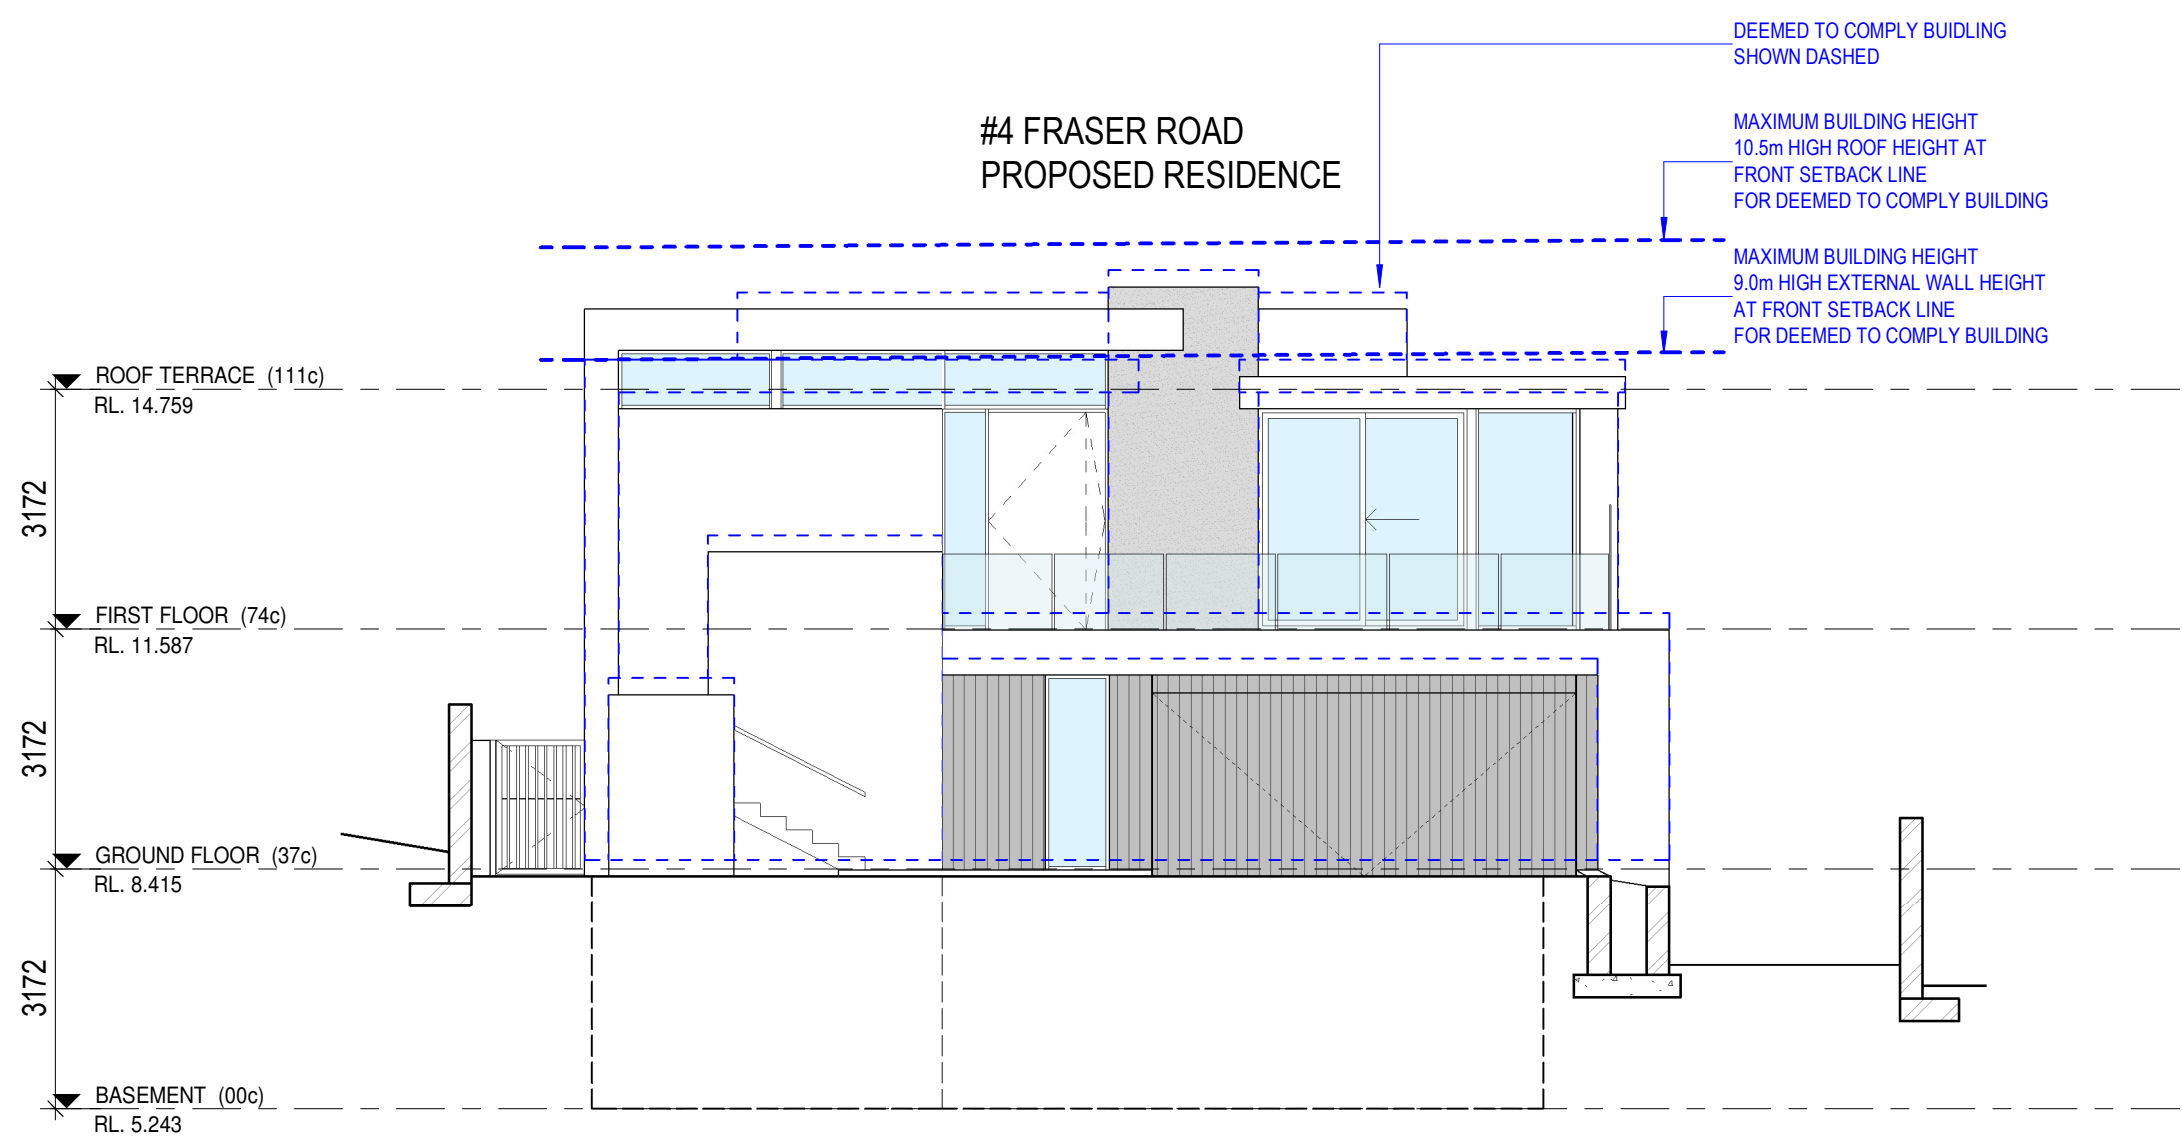 DEEMED TO COMPLY BUIDLING
SHOWN DASHED
#4 FRASER ROAD
PROPOSED RESIDENCE
MAXIMUM BUILDING HEIGHT
10.5m HIGH ROOF HEIGHT AT
FRONT SETBACK LINE
FOR DEEMED TO COMPLY BUILDING
MAXIMUM BUILDING HEIGHT
9.0m HIGH EXTERNAL WALL HEIGHT
AT FRONT SETBACK LINE
FOR DEEMED TO COMPLY BUILDING
ROOF TERRACE (111c)
RL. 14.759
3172
FIRST FLOOR (74c)
RL. 11.587
3172
GROUND FLOOR (37c)
RL. 8.415
3172
BASEMENT (00c)
RL. 5.243